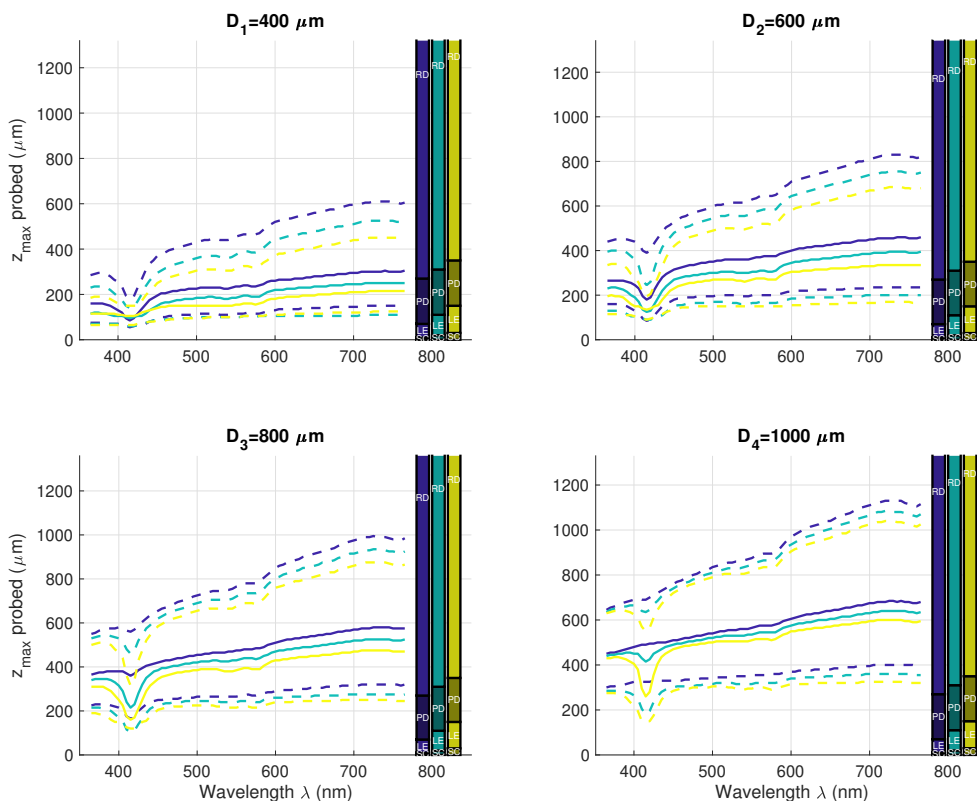 D1=400 μm
D2=600 μm
1200
1000
800
600
400
200
0
zmax probed (μm)
400 500 600 700 800
RD RD RD
PD PD PD
LE LE LE
SC SC SC
1200
1000
800
600
400
200
0
400 500 600 700 800
RD RD RD
PD PD PD
LE LE LE
SC SC SC
D3=800 μm
D4=1000 μm
1200
1000
800
600
400
200
0
zmax probed (μm)
400 500 600 700 800
Wavelength λ (nm)
RD RD RD
PD PD PD
LE LE LE
SC SC SC
1200
1000
800
600
400
200
0
400 500 600 700 800
Wavelength λ (nm)
RD RD RD
PD PD PD
LE LE LE
SC SC SC